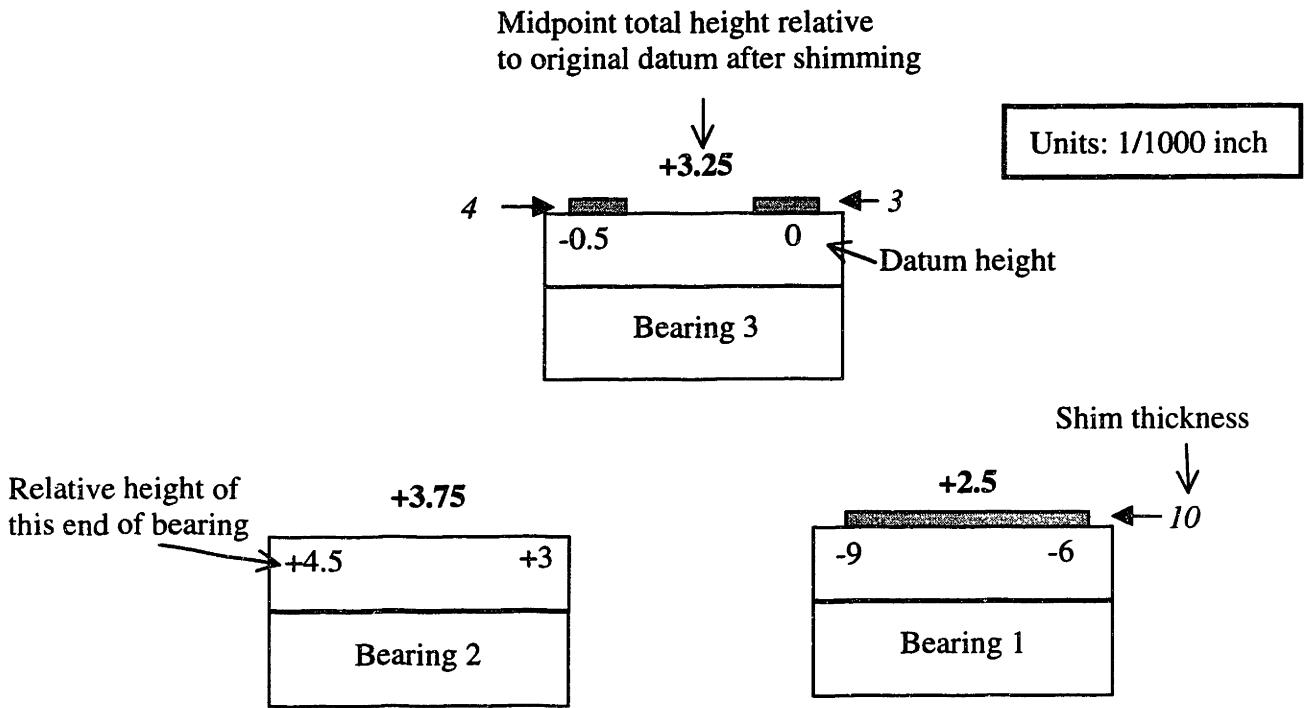 Midpoint total height relative
to original datum after shimming
Units: 1/1000 inch
+3.25
4
3
-0.5
0
Datum height
Bearing 3
Shim thickness
Relative height of
this end of bearing
+3.75
+2.5
10
+4.5
+3
-9
-6
Bearing 2
Bearing 1